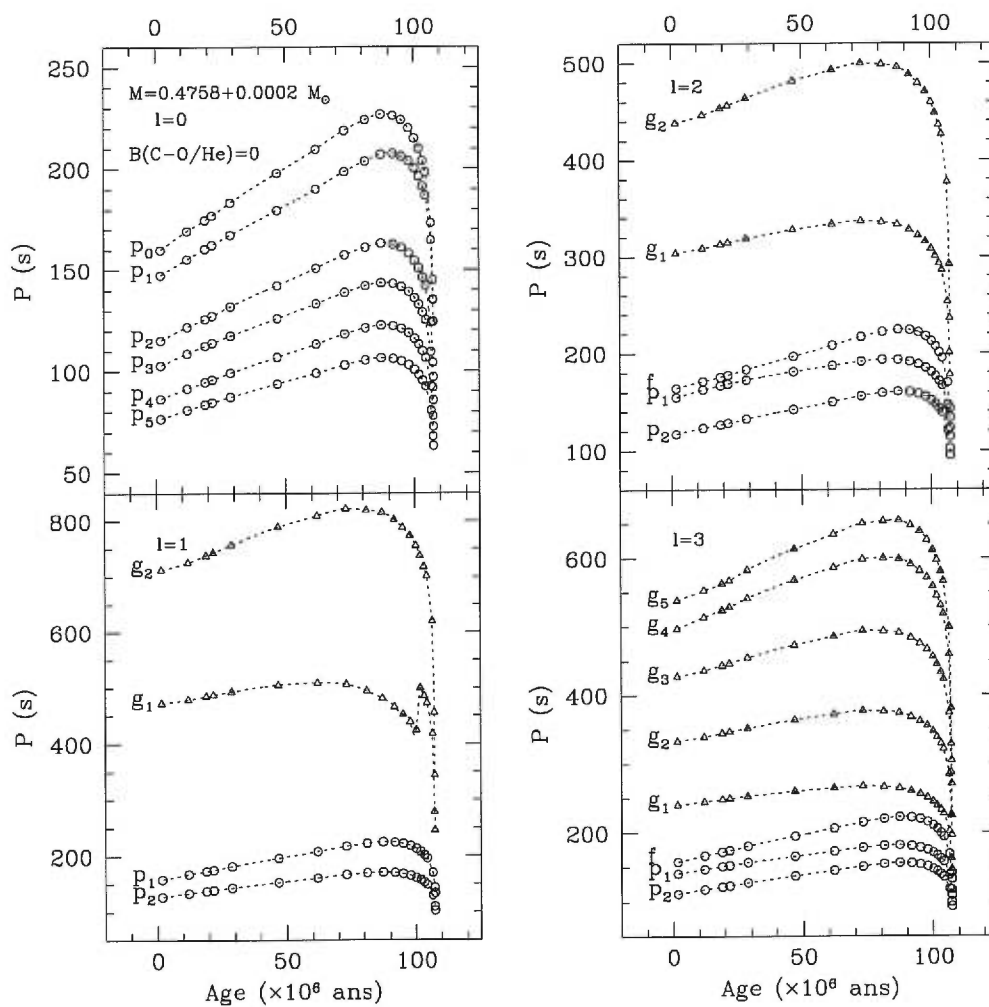 0 50 100
0 50 100
P (s)
250
200
150
100
50
M=0.4758+0.0002 M⊙
l=0
B(C-O/He)=0
p0
p1
p2
p3
p4
p5
P (s)
500
400
300
200
100
l=2
g2
g1
f
p1
p2
P (s)
800
600
400
200
l=1
g2
g1
p1
p2
0 50 100
Age (×10⁶ ans)
P (s)
600
400
200
l=3
g5
g4
g3
g2
g1
f
p1
p2
0 50 100
Age (×10⁶ ans)